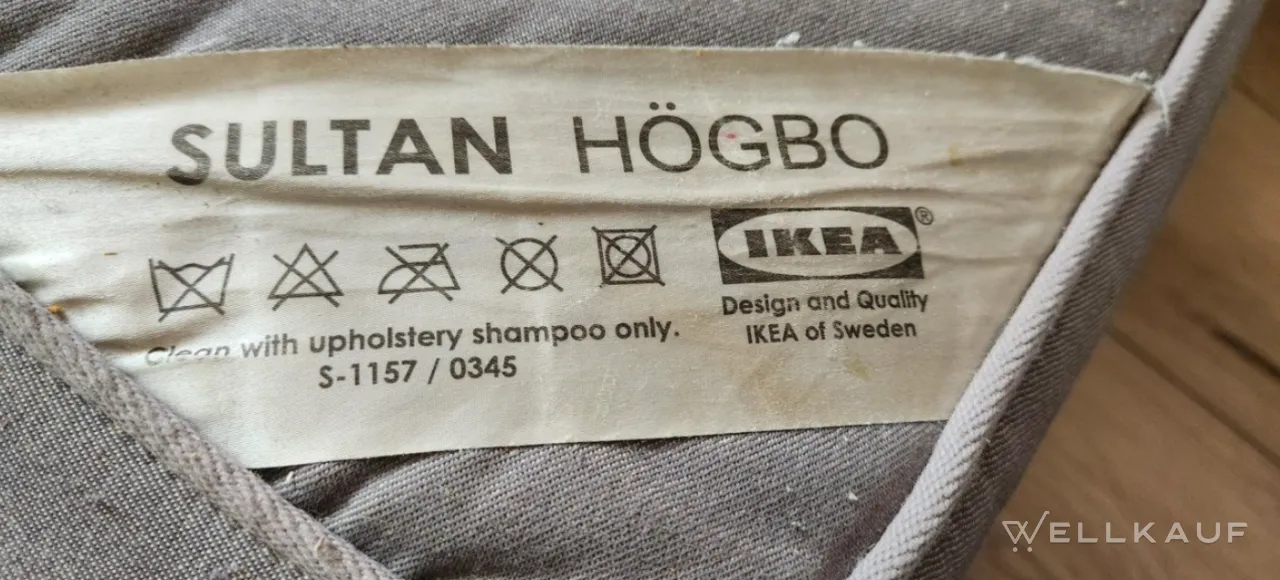 SULTAN HÖGBO
IKEA®
Design and Quality
IKEA of Sweden
Clean with upholstery shampoo only.
S-1157 / 0345
WELLKAUF